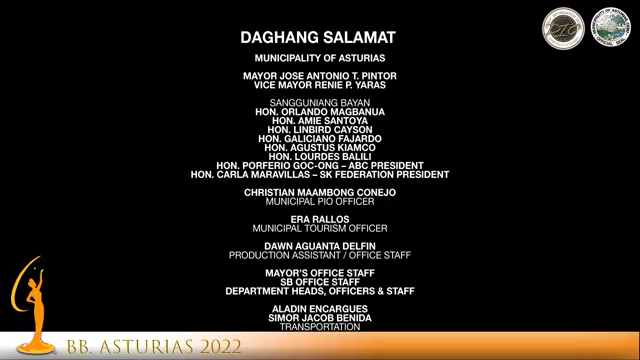 DAGHANG SALAMAT
MUNICIPALITY OF ASTURIAS
MAYOR JOSE ANTONIO T. PINTOR
VICE MAYOR RENIE P. YARAS
SANGGUNIANG BAYAN
HON. ORLANDO MAGBANUA
HON. AMIE SANTOYA
HON. LINBIRD CAYSON
HON. GALICIANO FAJARDO
HON. AGUSTUS KIAMCO
HON. LOURDES BALILI
HON. PORFERIO GOC-ONG – ABC PRESIDENT
HON. CARLA MARAVILLAS – SK FEDERATION PRESIDENT
CHRISTIAN MAAMBONG CONEJO
MUNICIPAL PIO OFFICER
ERA RALLOS
MUNICIPAL TOURISM OFFICER
DAWN AGUANTA DELFIN
PRODUCTION ASSISTANT / OFFICE STAFF
MAYOR'S OFFICE STAFF
SB OFFICE STAFF
DEPARTMENT HEADS, OFFICERS & STAFF
ALADIN ENCARGUES
SIMOR JACOB BENIDA
TRANSPORTATION
BB. ASTURIAS 2022